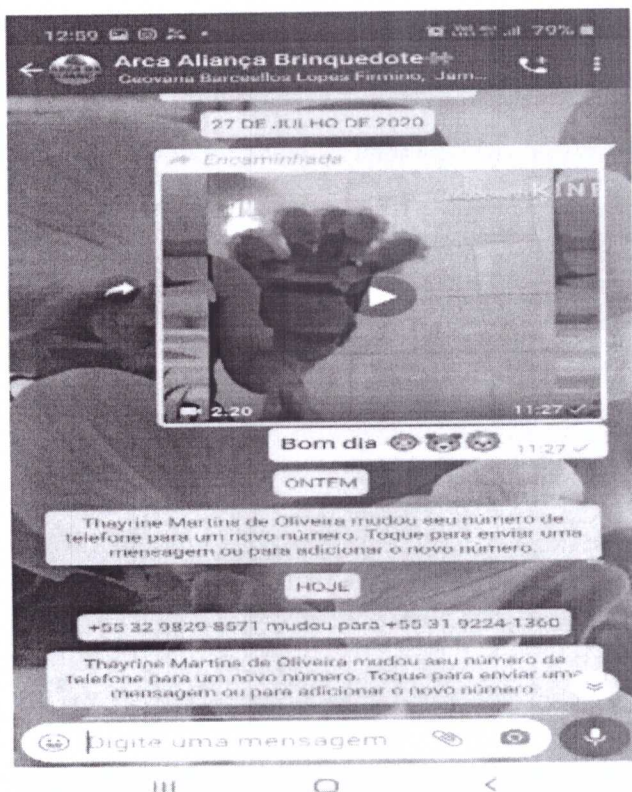 12:59 79%
Arca Aliança Brinquedote
Geovana Barcellos Lopes Firmino, Jam...
27 DE JULHO DE 2020
Encaminhada
KINE
2:20 11:27
Bom dia 11:27
ONTEM
Thayrine Martins de Oliveira mudou seu número de
telefone para um novo número. Toque para enviar uma
mensagem ou para adicionar o novo número.
HOJE
+55 32 9829-8571 mudou para +55 31 9224-1360
Thayrine Martins de Oliveira mudou seu número de
telefone para um novo número. Toque para enviar uma
mensagem ou para adicionar o novo número
Digite uma mensagem